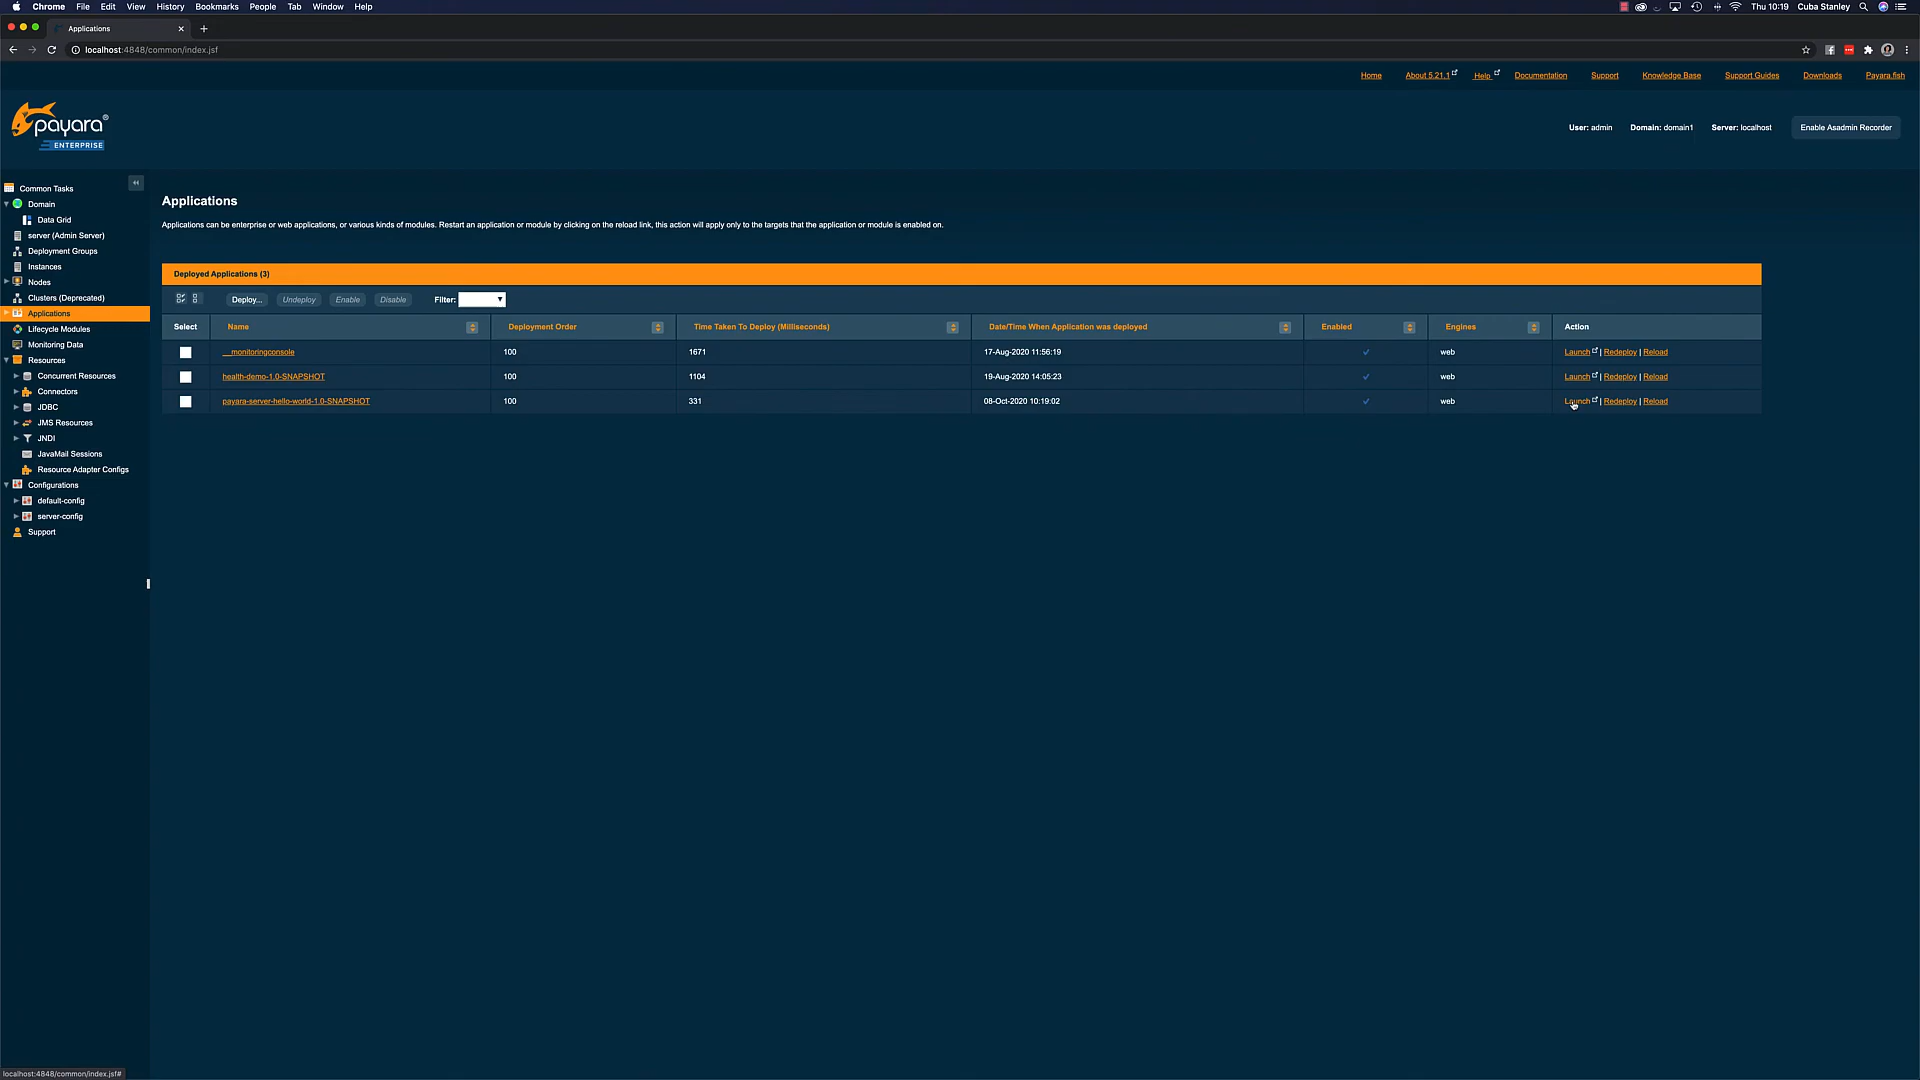 Chrome File Edit View History Bookmarks People Tab Window Help Thu 10:19 Cuba Stanley
Applications
localhost:4848/common/index.jsf
Home About 5.21.1 Help Documentation Support Knowledge Base Support Guides Downloads Payara.fish
payara®
ENTERPRISE
User: admin Domain: domain1 Server: localhost Enable Asadmin Recorder
Common Tasks
Domain
Data Grid
server (Admin Server)
Deployment Groups
Instances
Nodes
Clusters (Deprecated)
Applications
Lifecycle Modules
Monitoring Data
Resources
Concurrent Resources
Connectors
JDBC
JMS Resources
JNDI
JavaMail Sessions
Resource Adapter Configs
Configurations
default-config
server-config
Support
Applications
Applications can be enterprise or web applications, or various kinds of modules. Restart an application or module by clicking on the reload link, this action will apply only to the targets that the application or module is enabled on.
Deployed Applications (3)
Deploy... Undeploy Enable Disable Filter:
Select Name Deployment Order Time Taken To Deploy (Milliseconds) Date/Time When Application was deployed Enabled Engines Action
__monitoringconsole 100 1671 17-Aug-2020 11:56:19 web Launch | Redeploy | Reload
health-demo-1.0-SNAPSHOT 100 1104 19-Aug-2020 14:05:23 web Launch | Redeploy | Reload
payara-server-hello-world-1.0-SNAPSHOT 100 331 08-Oct-2020 10:19:02 web Launch | Redeploy | Reload
localhost:4848/common/index.jsf#